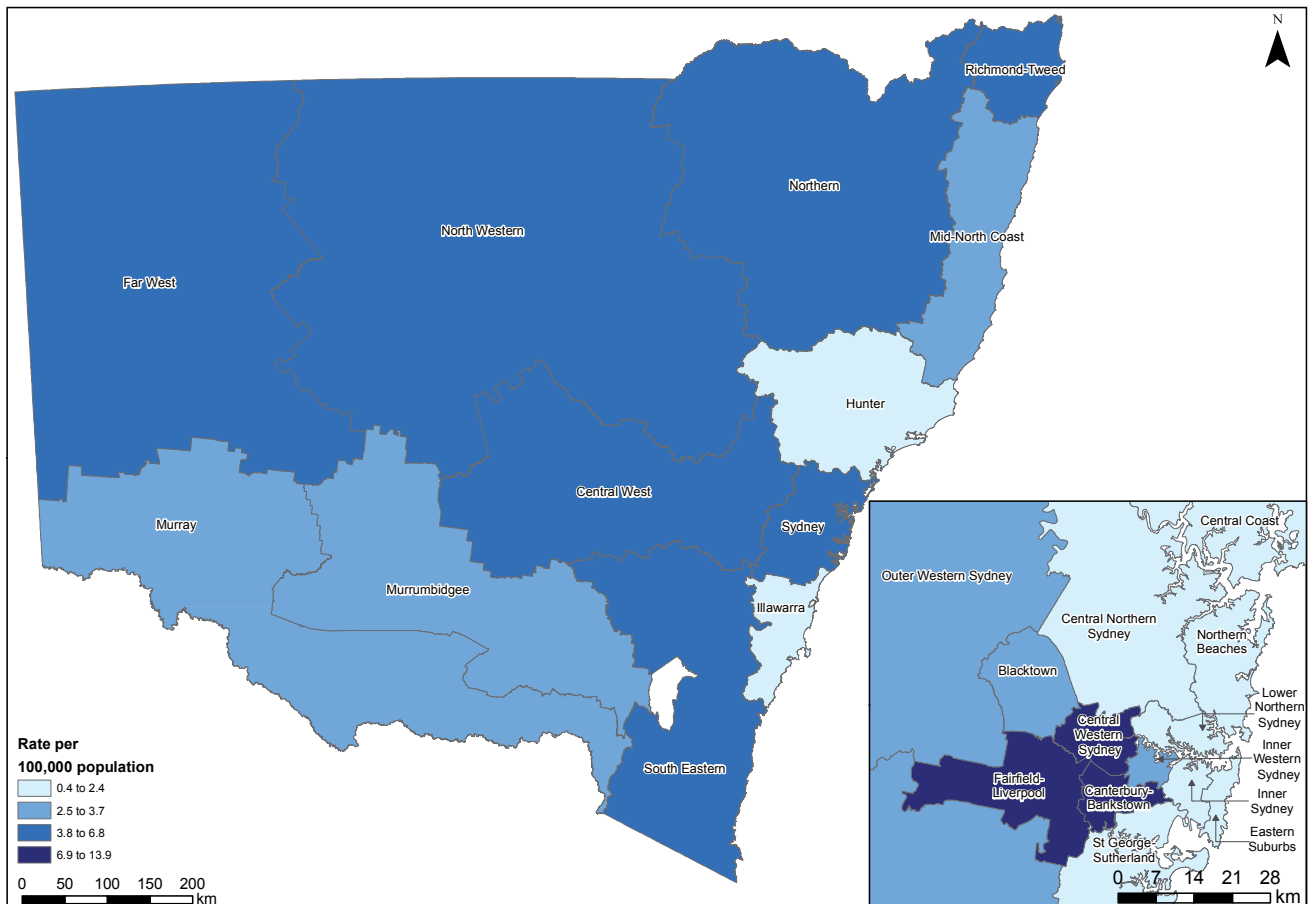 N
Richmond-Tweed
Northern
North Western
Mid-North Coast
Far West
Hunter
Central West
Murray
Sydney
Murrumbidgee
Illawarra
South Eastern
Rate per
100,000 population
0.4 to 2.4
2.5 to 3.7
3.8 to 6.8
6.9 to 13.9
0 50 100 150 200
km
Central Coast
Outer Western Sydney
Central Northern
Sydney
Northern
Beaches
Blacktown
Lower
Northern
Sydney
Central
Western
Sydney
Inner
Western
Sydney
Fairfield-
Liverpool
Canterbury-
Bankstown
Inner
Sydney
Eastern
Suburbs
St George-
Sutherland
0 7 14 21 28
km